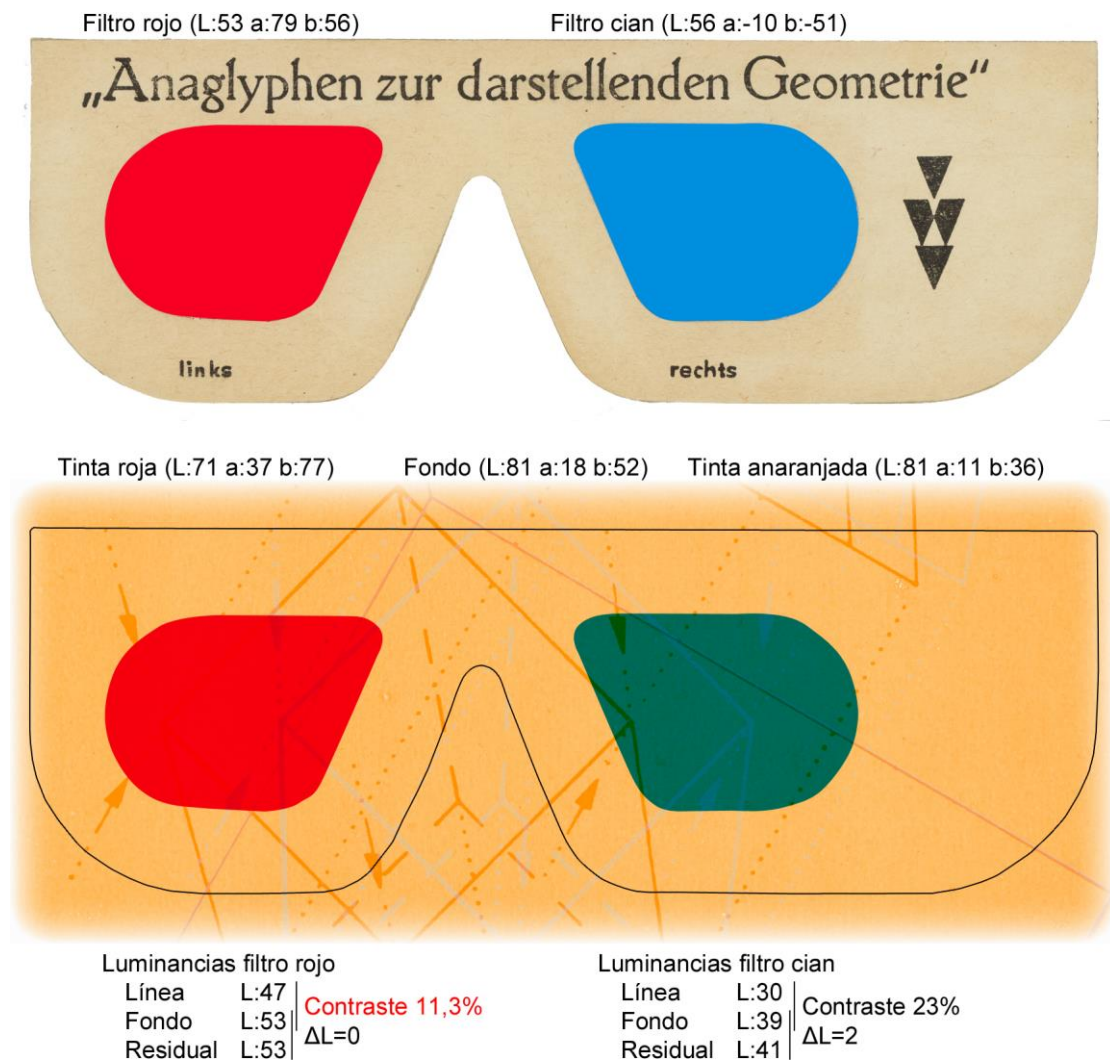 Filtro rojo (L:53 a:79 b:56) Filtro cian (L:56 a:-10 b:-51)
„Anaglyphen zur darstellenden Geometrie“
links rechts
Tinta roja (L:71 a:37 b:77) Fondo (L:81 a:18 b:52) Tinta anaranjada (L:81 a:11 b:36)
Luminancias filtro rojo Luminancias filtro cian
Línea L:47 Contraste 11,3% Línea L:30 Contraste 23%
Fondo L:53 ΔL=0 Fondo L:39 ΔL=2
Residual L:53 Residual L:41